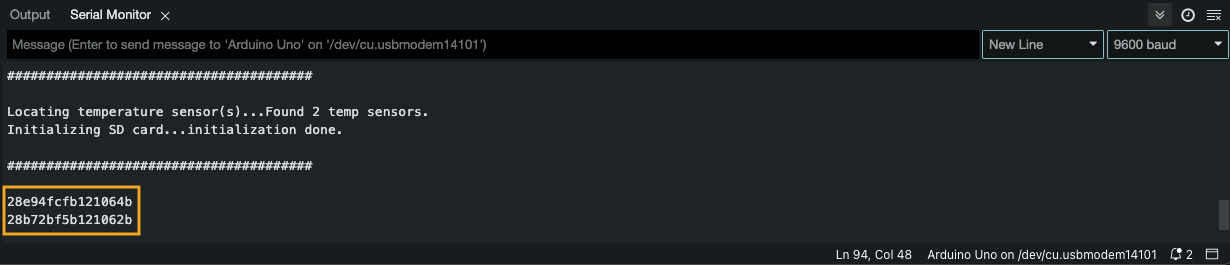 Output Serial Monitor
Message (Enter to send message to 'Arduino Uno' on '/dev/cu.usbmodem14101') New Line 9600 baud
#######################################
Locating temperature sensor(s)...Found 2 temp sensors.
Initializing SD card...initialization done.
#######################################
28e94fcfb121064b
28b72bf5b121062b
Ln 94, Col 48 Arduino Uno on /dev/cu.usbmodem14101 2